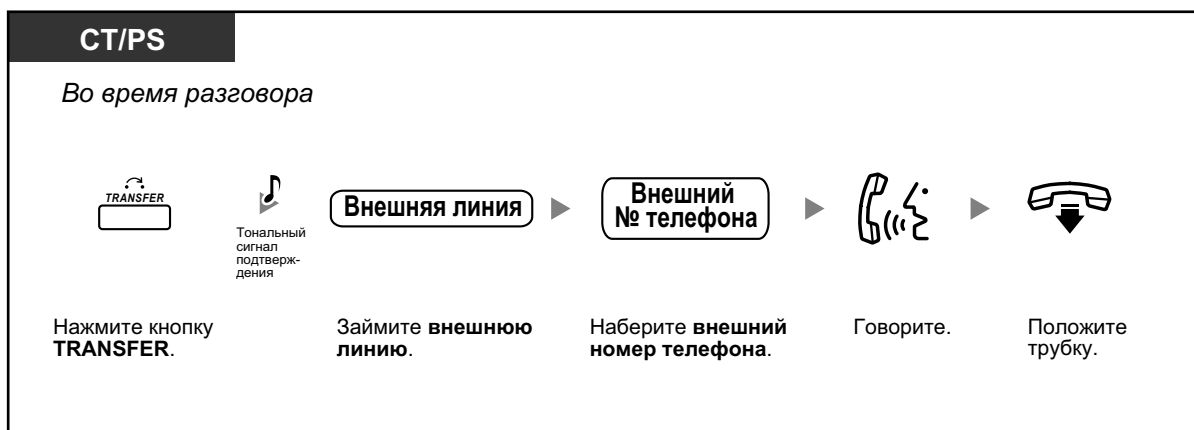 CT/PS
Во время разговора
TRANSFER
Тональный
сигнал
подтверж-
дения
Внешняя линия
Внешний
№ телефона
Нажмите кнопку
TRANSFER.
Займите внешнюю
линию.
Наберите внешний
номер телефона.
Говорите.
Положите
трубку.